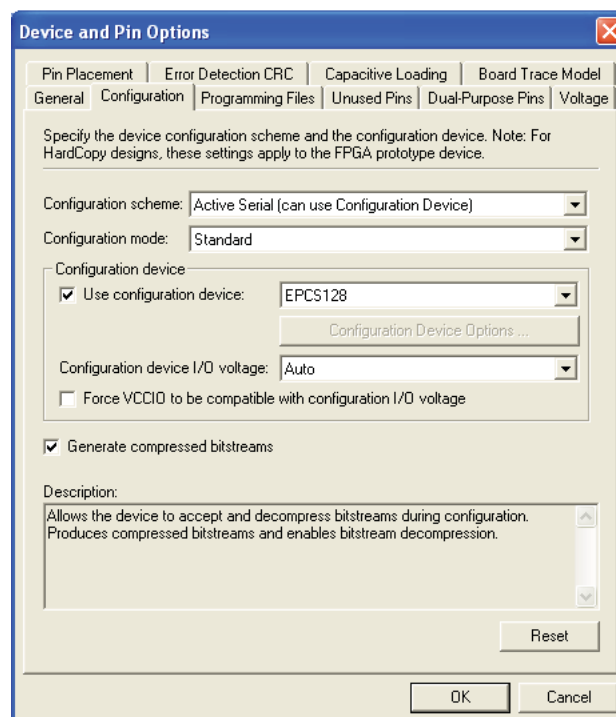 Device and Pin Options
Pin Placement
Error Detection CRC
Capacitive Loading
Board Trace Model
General
Configuration
Programming Files
Unused Pins
Dual-Purpose Pins
Voltage
Specify the device configuration scheme and the configuration device. Note: For
HardCopy designs, these settings apply to the FPGA prototype device.
Configuration scheme: Active Serial (can use Configuration Device)
Configuration mode: Standard
Configuration device
Use configuration device: EPCS128
Configuration Device Options ...
Configuration device I/O voltage: Auto
Force VCCIO to be compatible with configuration I/O voltage
Generate compressed bitstreams
Description:
Allows the device to accept and decompress bitstreams during configuration.
Produces compressed bitstreams and enables bitstream decompression.
Reset
OK
Cancel